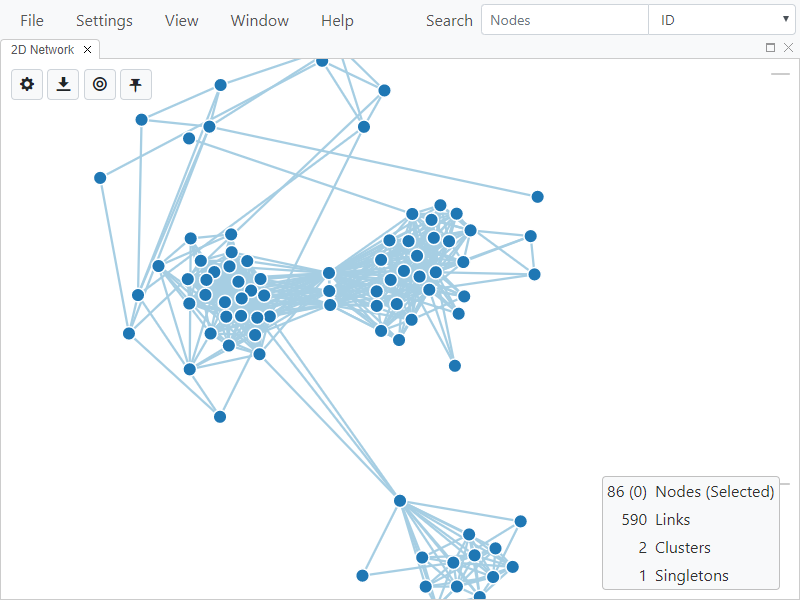 File Settings View Window Help Search Nodes ID
2D Network
86 (0) Nodes (Selected)
590 Links
2 Clusters
1 Singletons